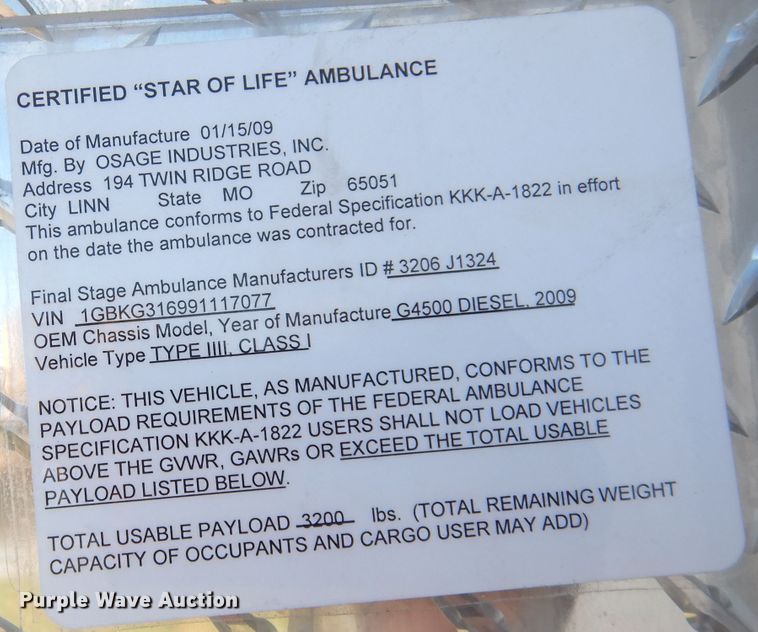 CERTIFIED “STAR OF LIFE” AMBULANCE
Date of Manufacture 01/15/09
Mfg. By OSAGE INDUSTRIES, INC.
Address 194 TWIN RIDGE ROAD
City LINN State MO Zip 65051
This ambulance conforms to Federal Specification KKK-A-1822 in effort
on the date the ambulance was contracted for.
Final Stage Ambulance Manufacturers ID # 3206 J1324
VIN 1GBKG316991117077
OEM Chassis Model, Year of Manufacture G4500 DIESEL. 2009
Vehicle Type TYPE IIII, CLASS I
NOTICE: THIS VEHICLE, AS MANUFACTURED, CONFORMS TO THE
PAYLOAD REQUIREMENTS OF THE FEDERAL AMBULANCE
SPECIFICATION KKK-A-1822 USERS SHALL NOT LOAD VEHICLES
ABOVE THE GVWR, GAWRs OR EXCEED THE TOTAL USABLE
PAYLOAD LISTED BELOW.
TOTAL USABLE PAYLOAD 3200 lbs. (TOTAL REMAINING WEIGHT
CAPACITY OF OCCUPANTS AND CARGO USER MAY ADD)
Purple Wave Auction